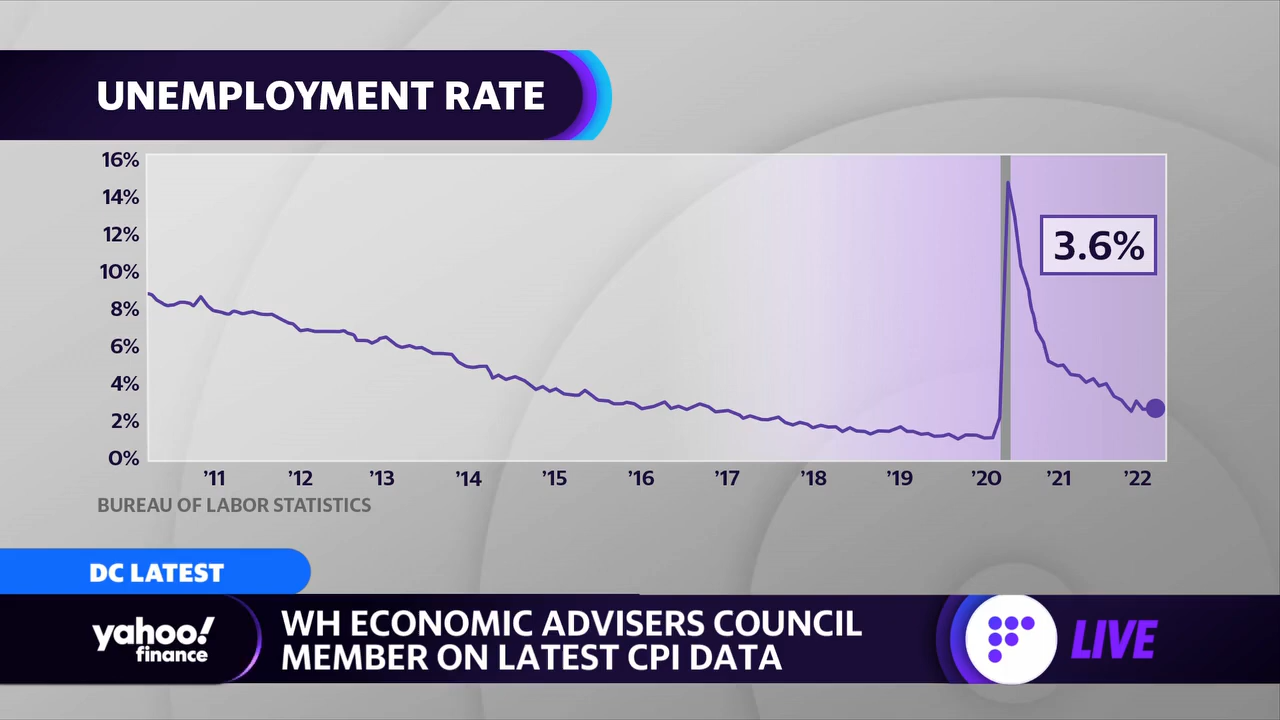 UNEMPLOYMENT RATE
16%
14%
12%
10%
8%
6%
4%
2%
0%
3.6%
’11 ’12 ’13 ’14 ’15 ’16 ’17 ’18 ’19 ’20 ’21 ’22
BUREAU OF LABOR STATISTICS
DC LATEST
yahoo!
finance
WH ECONOMIC ADVISERS COUNCIL
MEMBER ON LATEST CPI DATA
LIVE